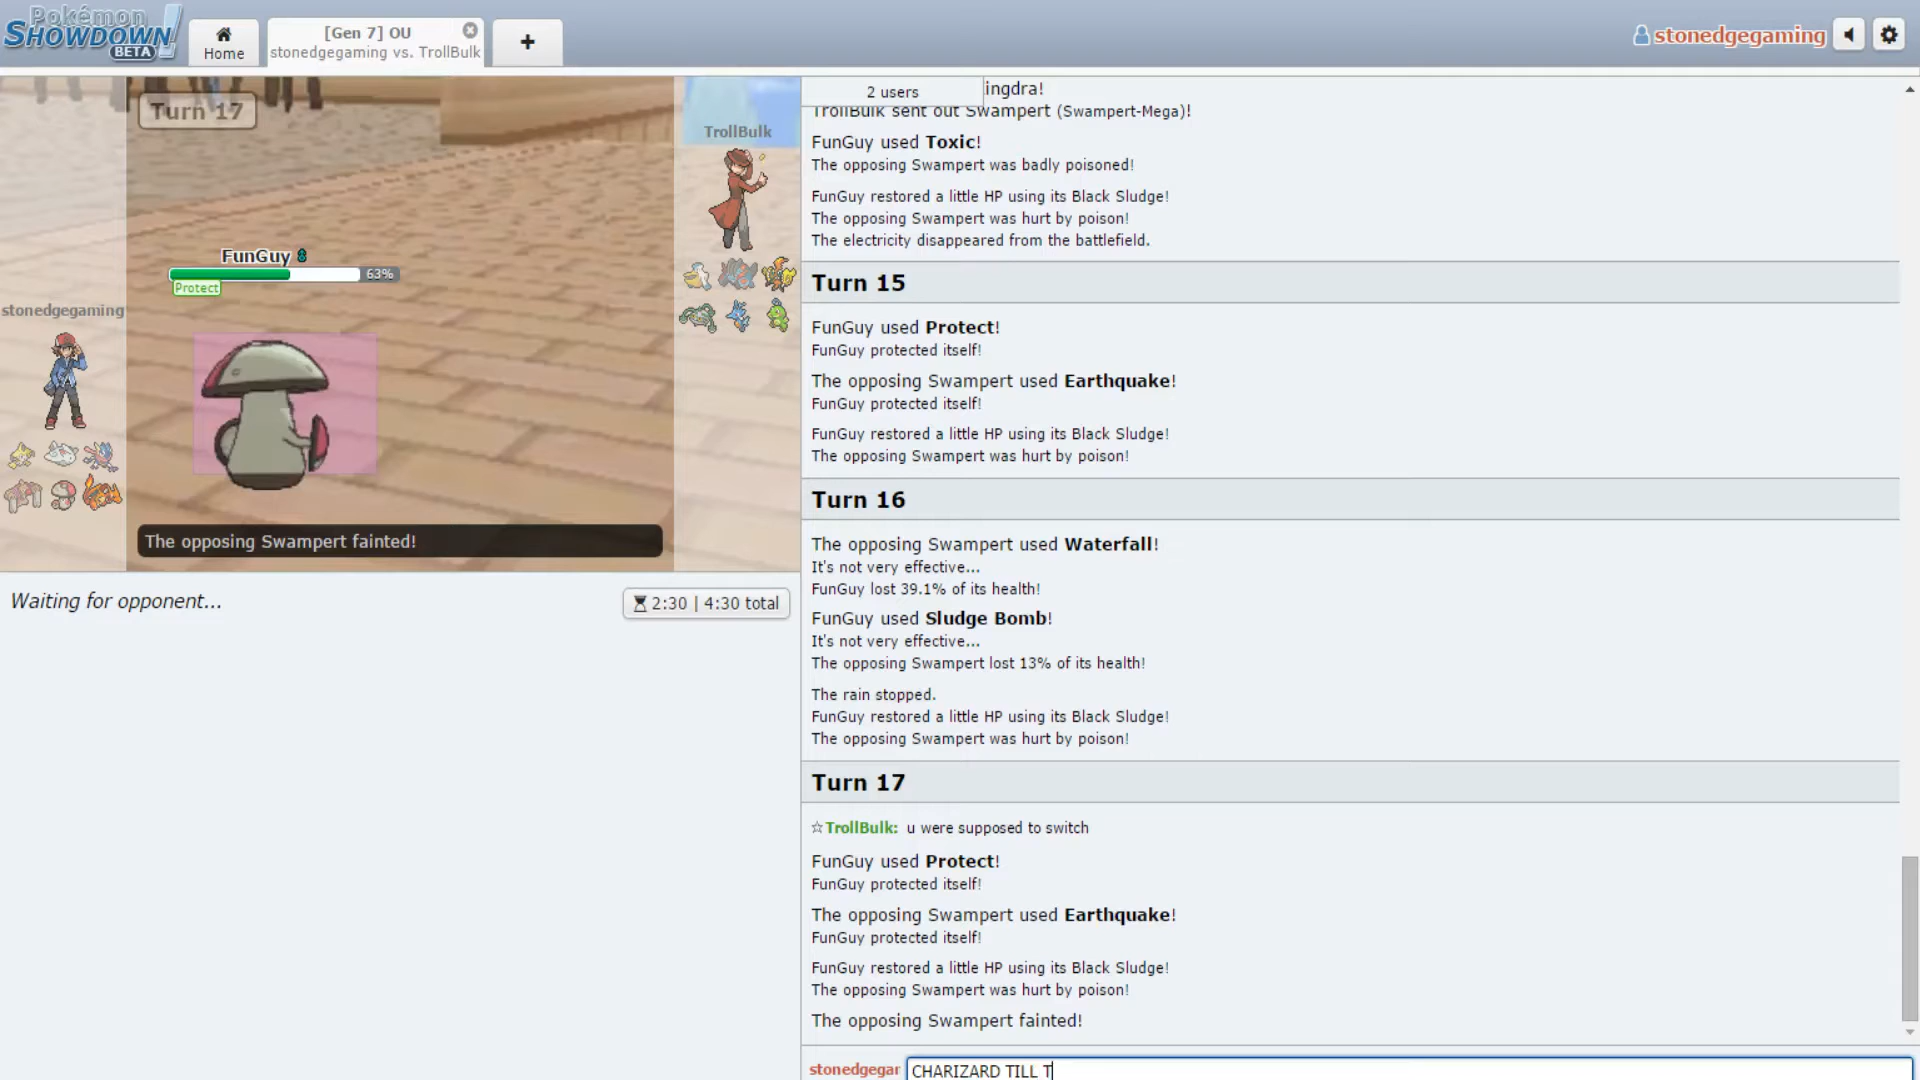 Pokémon
SHOWDOWN!
BETA
Home
[Gen 7] OU
stonedgegaming vs. TrollBulk
+
stonedgegaming
Turn 17
FunGuy
63%
Protect
stonedgegaming
TrollBulk
The opposing Swampert fainted!
Waiting for opponent...
2:30 | 4:30 total
2 users
ingdra!
TrollBulk sent out Swampert (Swampert-Mega)!
FunGuy used Toxic!
The opposing Swampert was badly poisoned!
FunGuy restored a little HP using its Black Sludge!
The opposing Swampert was hurt by poison!
The electricity disappeared from the battlefield.
Turn 15
FunGuy used Protect!
FunGuy protected itself!
The opposing Swampert used Earthquake!
FunGuy protected itself!
FunGuy restored a little HP using its Black Sludge!
The opposing Swampert was hurt by poison!
Turn 16
The opposing Swampert used Waterfall!
It's not very effective...
FunGuy lost 39.1% of its health!
FunGuy used Sludge Bomb!
It's not very effective...
The opposing Swampert lost 13% of its health!
The rain stopped.
FunGuy restored a little HP using its Black Sludge!
The opposing Swampert was hurt by poison!
Turn 17
☆TrollBulk: u were supposed to switch
FunGuy used Protect!
FunGuy protected itself!
The opposing Swampert used Earthquake!
FunGuy protected itself!
FunGuy restored a little HP using its Black Sludge!
The opposing Swampert was hurt by poison!
The opposing Swampert fainted!
stonedgegar CHARIZARD TILL T